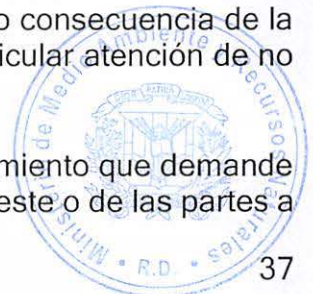 o consecuencia de la
icular atención de no
miento que demande
este o de las partes a
37
Ministerio de Medio Ambiente y Recursos Naturales
R.D.